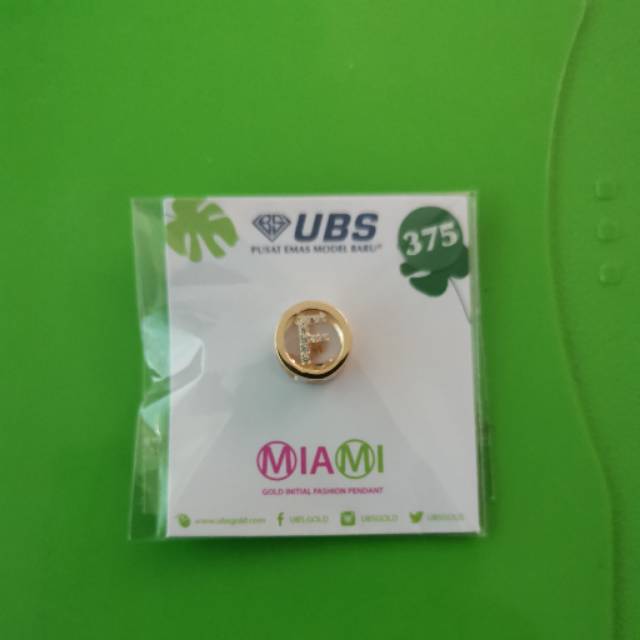 UBS
PUSAT EMAS MODEL BARU®
375
F
MIAMI
GOLD INITIAL FASHION PENDANT
www.ubsgold.com UBSGOLD UBSGOLD UBSGOLD